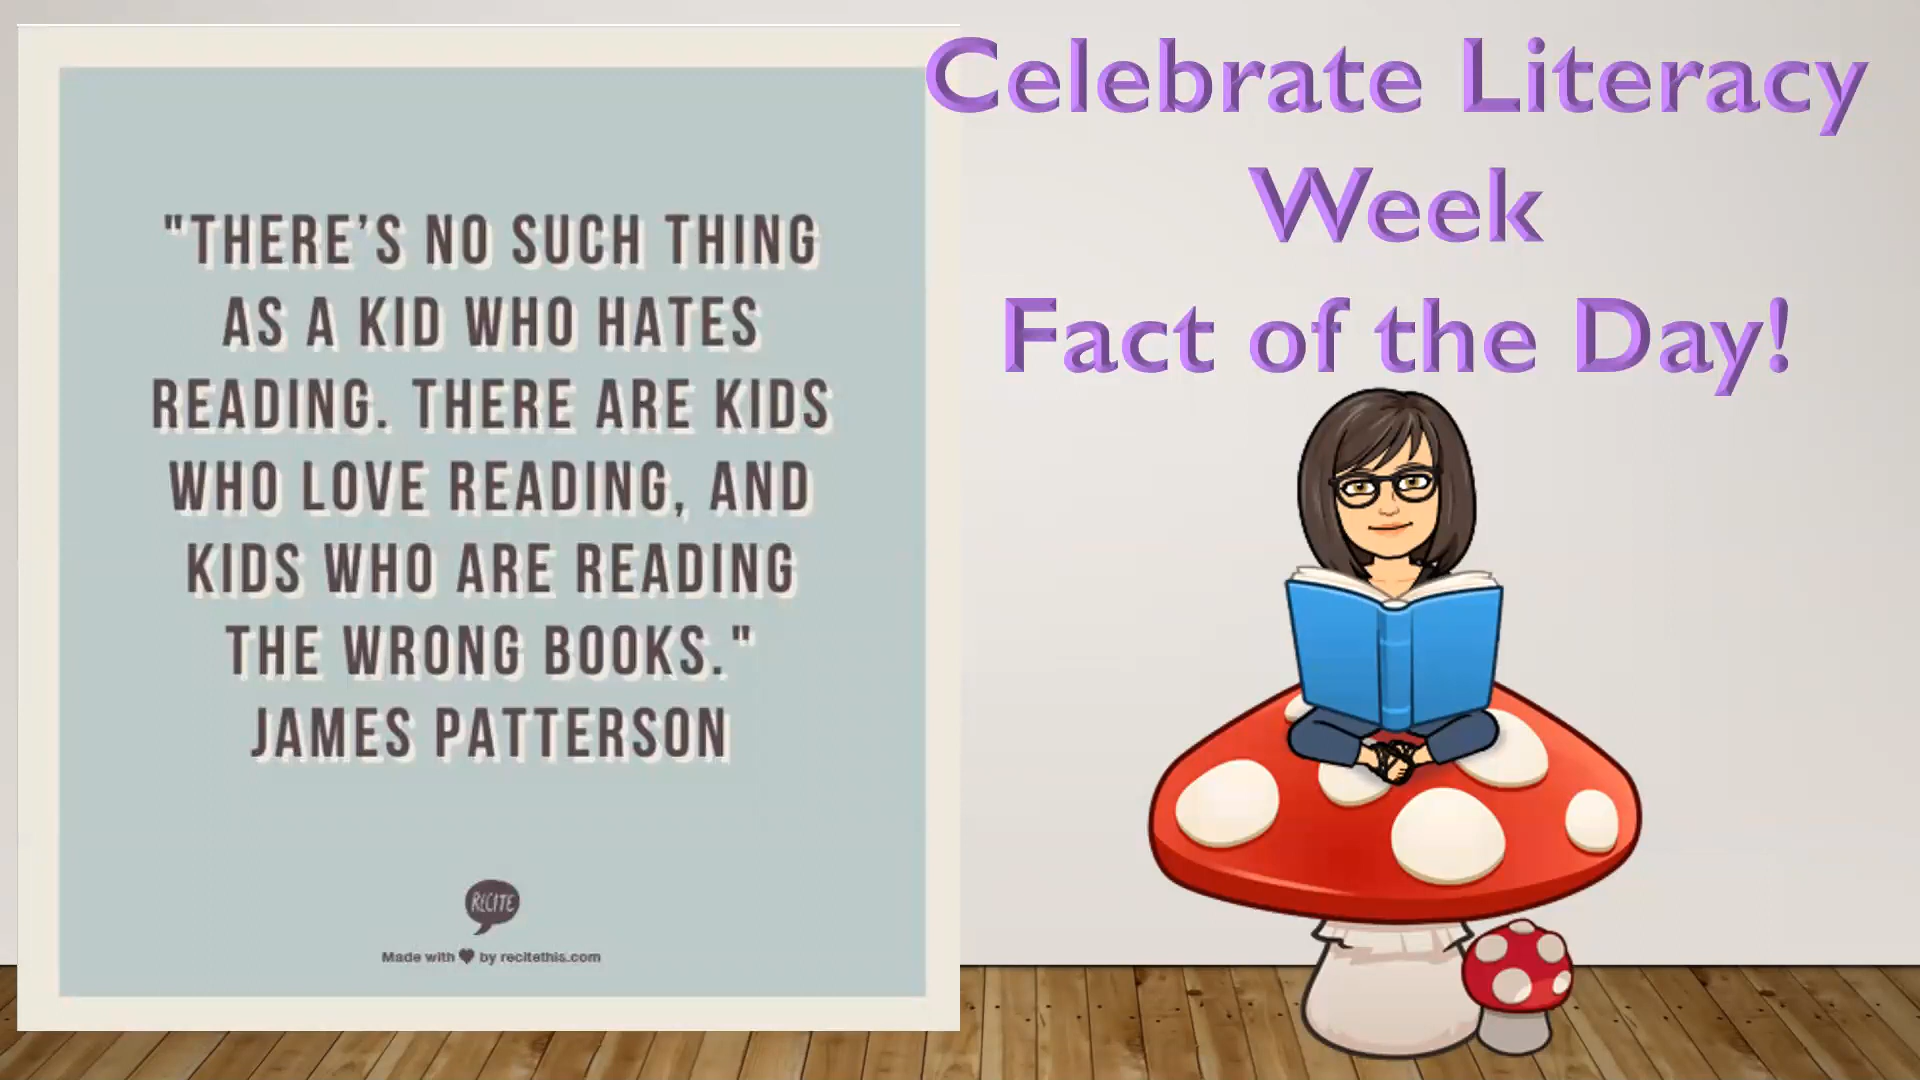 "THERE'S NO SUCH THING
AS A KID WHO HATES
READING. THERE ARE KIDS
WHO LOVE READING, AND
KIDS WHO ARE READING
THE WRONG BOOKS."
JAMES PATTERSON
RECITE
Made with ♥ by recitethis.com
Celebrate Literacy
Week
Fact of the Day!